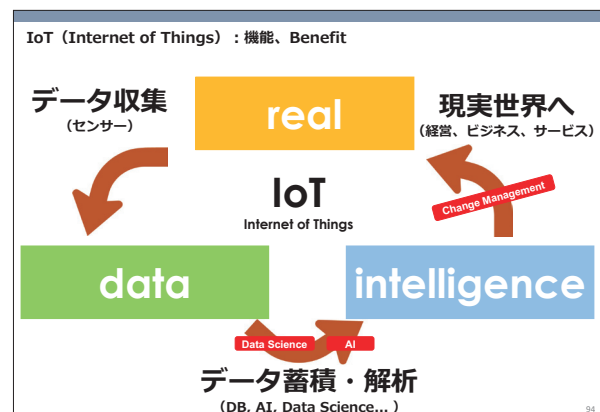 IoT（Internet of Things）：機能、Benefit
データ収集
（センサー）
real
現実世界へ
（経営、ビジネス、サービス）
IoT
Internet of Things
Change Management
data
intelligence
Data Science
AI
データ蓄積・解析
（DB, AI, Data Science... ）
94